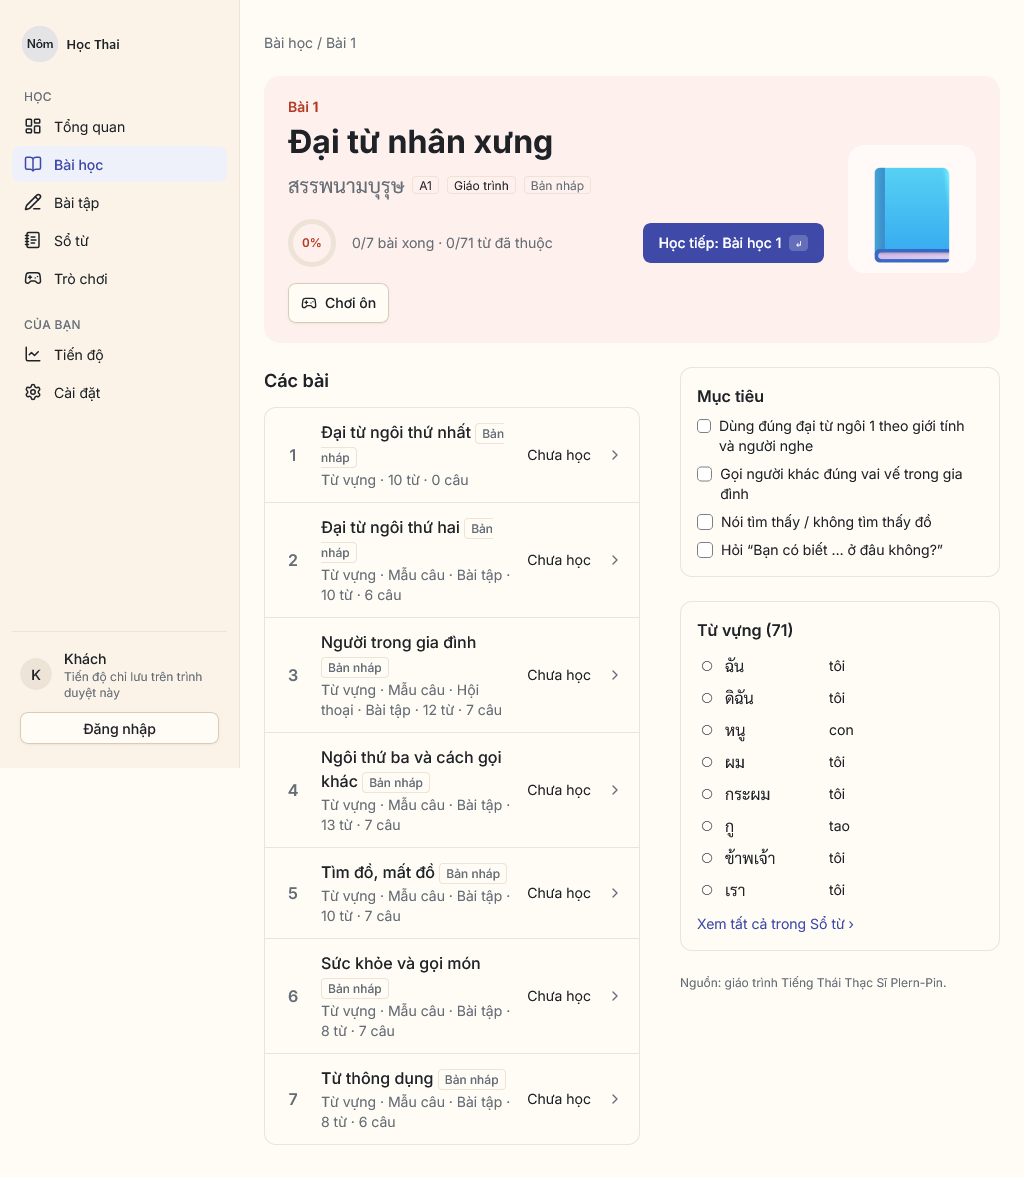 Nôm Học Thai
HỌC
Tổng quan
Bài học
Bài tập
Sổ từ
Trò chơi
CỦA BẠN
Tiến độ
Cài đặt
K
Khách
Tiến độ chỉ lưu trên trình
duyệt này
Đăng nhập
Bài học / Bài 1
Bài 1
Đại từ nhân xưng
สรรพนามบุรุษ A1 Giáo trình Bản nháp
0% 0/7 bài xong · 0/71 từ đã thuộc
Học tiếp: Bài học 1 ↵
Chơi ôn
Các bài
1 Đại từ ngôi thứ nhất Bản
nháp
Từ vựng · 10 từ · 0 câu
Chưa học
2 Đại từ ngôi thứ hai Bản
nháp
Từ vựng · Mẫu câu · Bài tập ·
10 từ · 6 câu
Chưa học
3 Người trong gia đình
Bản nháp
Từ vựng · Mẫu câu · Hội
thoại · Bài tập · 12 từ · 7 câu
Chưa học
4 Ngôi thứ ba và cách gọi
khác Bản nháp
Từ vựng · Mẫu câu · Bài tập ·
13 từ · 7 câu
Chưa học
5 Tìm đồ, mất đồ Bản nháp
Từ vựng · Mẫu câu · Bài tập ·
10 từ · 7 câu
Chưa học
6 Sức khỏe và gọi món
Bản nháp
Từ vựng · Mẫu câu · Bài tập ·
8 từ · 7 câu
Chưa học
7 Từ thông dụng Bản nháp
Từ vựng · Mẫu câu · Bài tập ·
8 từ · 6 câu
Chưa học
Mục tiêu
Dùng đúng đại từ ngôi 1 theo giới tính
và người nghe
Gọi người khác đúng vai vế trong gia
đình
Nói tìm thấy / không tìm thấy đồ
Hỏi “Bạn có biết ... ở đâu không?”
Từ vựng (71)
ฉัน tôi
ดิฉัน tôi
หนู con
ผม tôi
กระผม tôi
กู tao
ข้าพเจ้า tôi
เรา tôi
Xem tất cả trong Sổ từ ›
Nguồn: giáo trình Tiếng Thái Thạc Sĩ Plern-Pin.